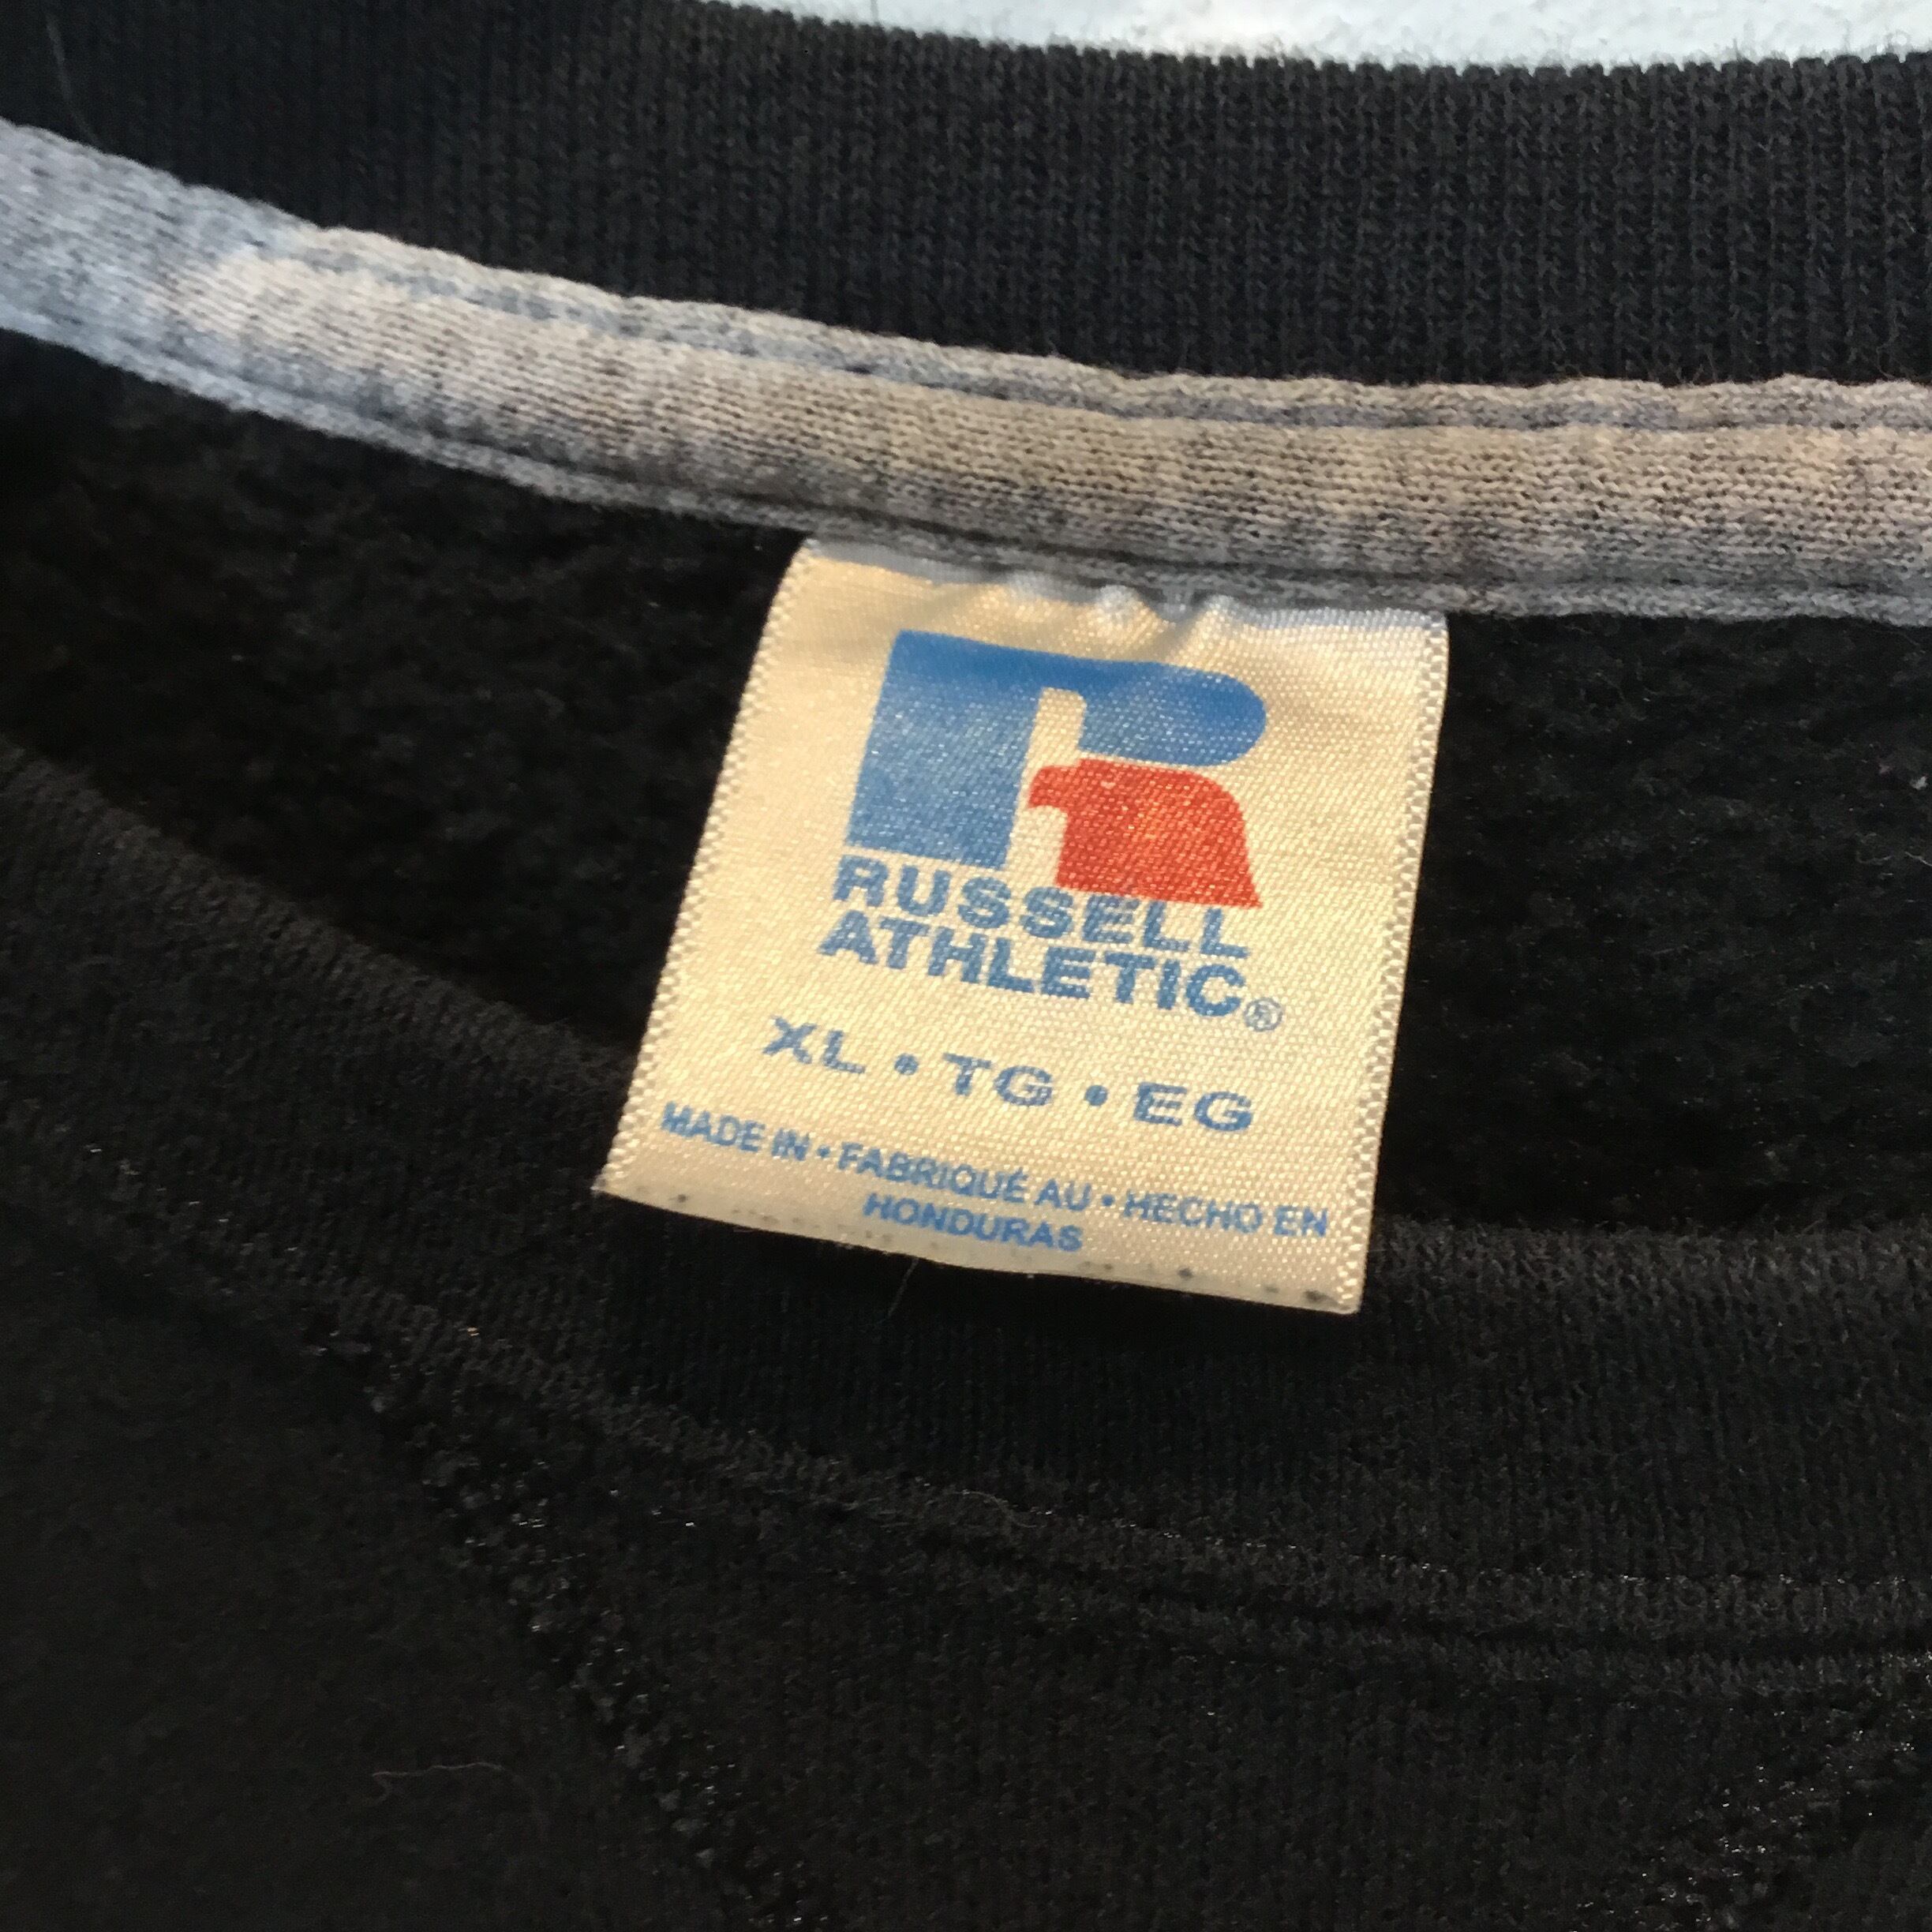 R
RUSSELL
ATHLETIC®
XL • TG • EG
MADE IN • FABRIQUÉ AU • HECHO EN
HONDURAS